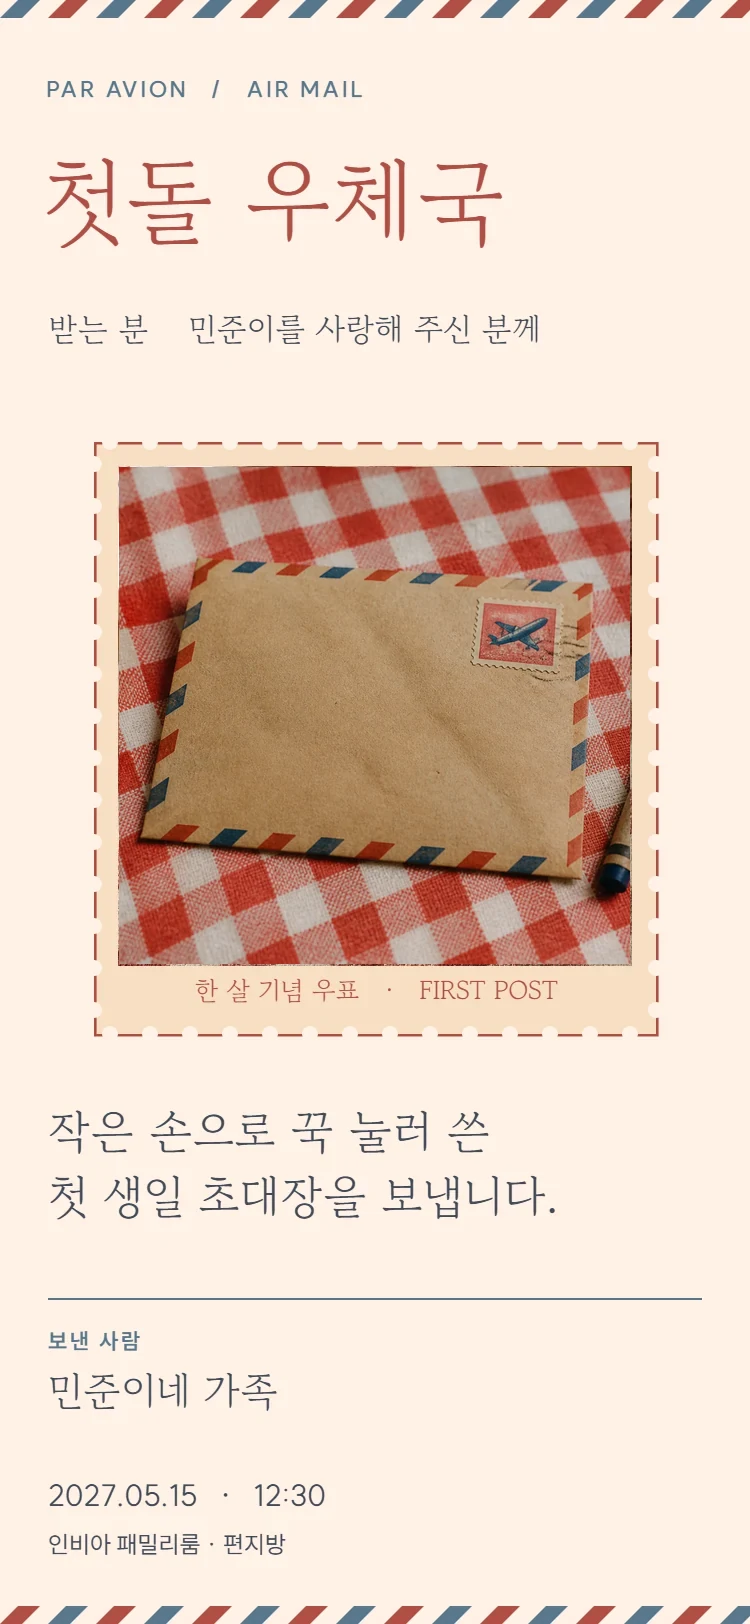 PAR AVION / AIR MAIL
첫돌 우체국
받는 분 민준이를 사랑해 주신 분께
한 살 기념 우표 · FIRST POST
작은 손으로 꾹 눌러 쓴
첫 생일 초대장을 보냅니다.
보낸 사람
민준이네 가족
2027.05.15 · 12:30
인비아 패밀리룸 · 편지방